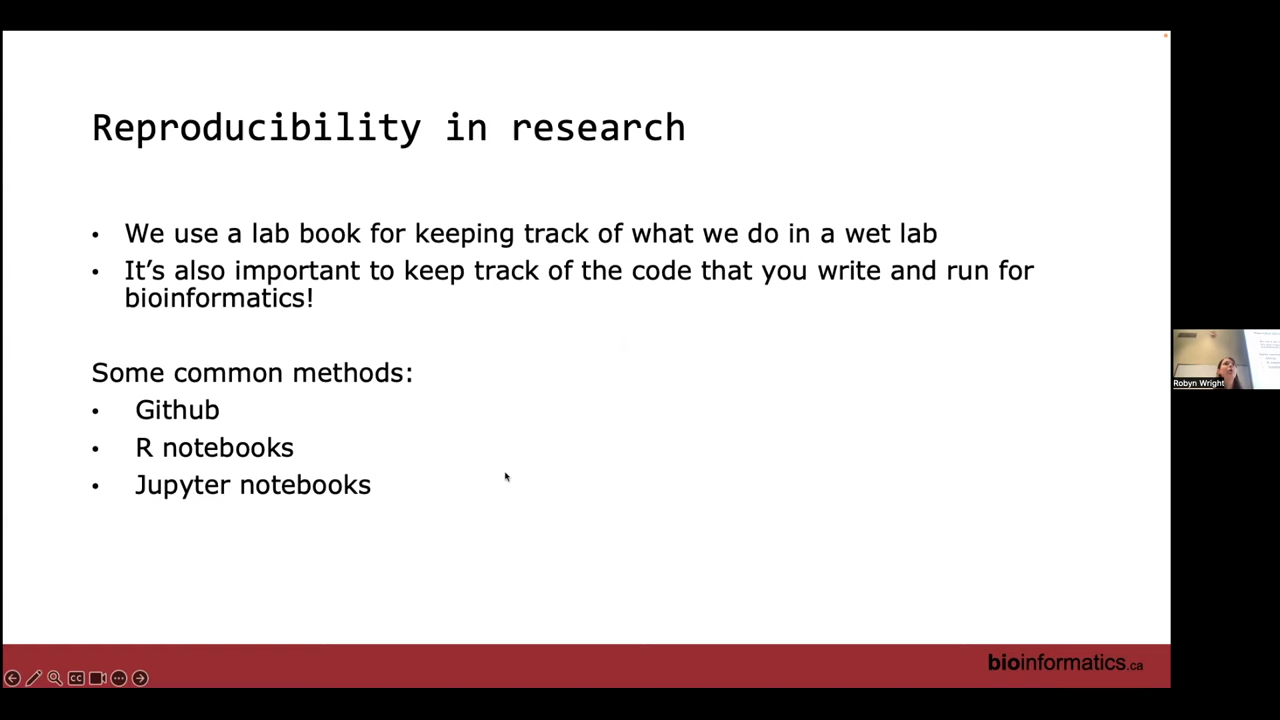 Reproducibility in research
• We use a lab book for keeping track of what we do in a wet lab
• It’s also important to keep track of the code that you write and run for
bioinformatics!
Some common methods:
• Github
• R notebooks
• Jupyter notebooks
Robyn Wright
bioinformatics.ca
CC